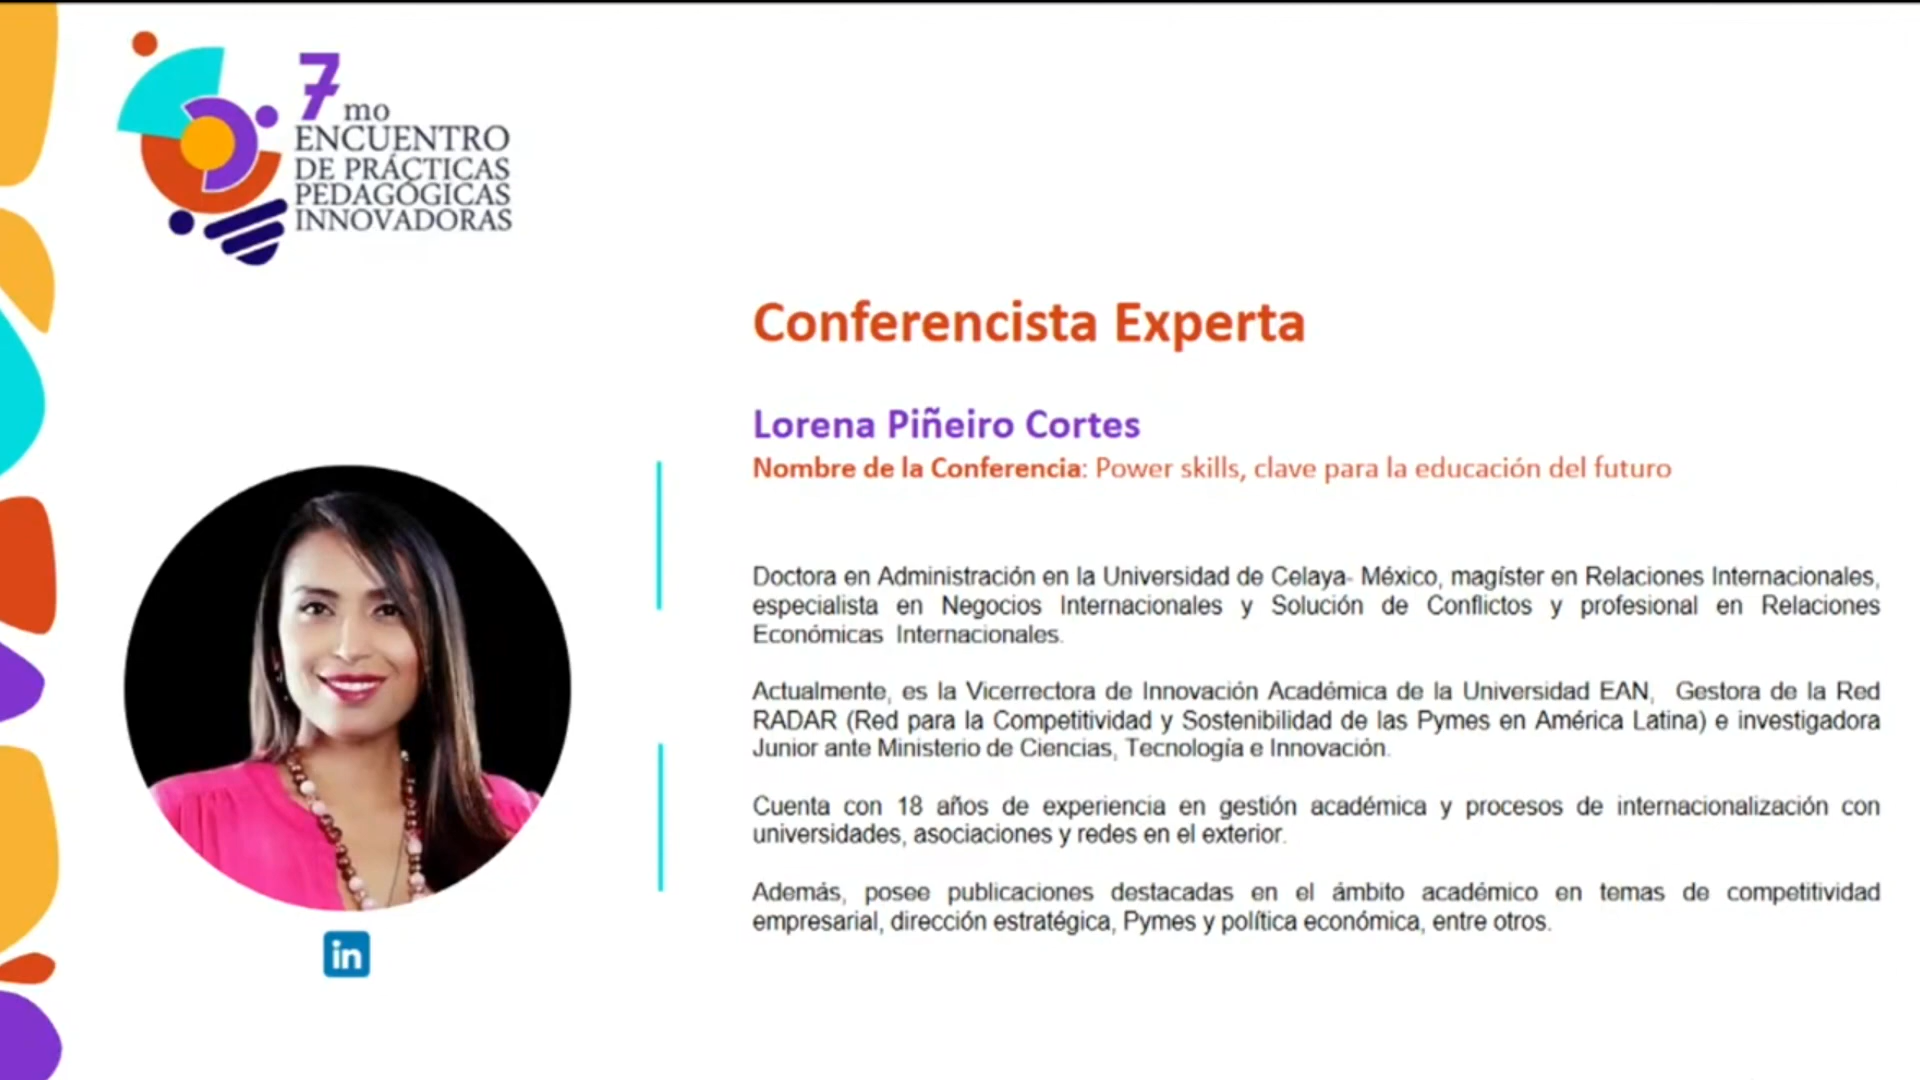 7mo
ENCUENTRO
DE PRÁCTICAS
PEDAGÓGICAS
INNOVADORAS
Conferencista Experta
Lorena Piñeiro Cortes
Nombre de la Conferencia: Power skills, clave para la educación del futuro
Doctora en Administración en la Universidad de Celaya- México, magíster en Relaciones Internacionales,
especialista en Negocios Internacionales y Solución de Conflictos y profesional en Relaciones
Económicas Internacionales.
Actualmente, es la Vicerrectora de Innovación Académica de la Universidad EAN, Gestora de la Red
RADAR (Red para la Competitividad y Sostenibilidad de las Pymes en América Latina) e investigadora
Junior ante Ministerio de Ciencias, Tecnología e Innovación.
Cuenta con 18 años de experiencia en gestión académica y procesos de internacionalización con
universidades, asociaciones y redes en el exterior.
Además, posee publicaciones destacadas en el ámbito académico en temas de competitividad
empresarial, dirección estratégica, Pymes y política económica, entre otros.
in